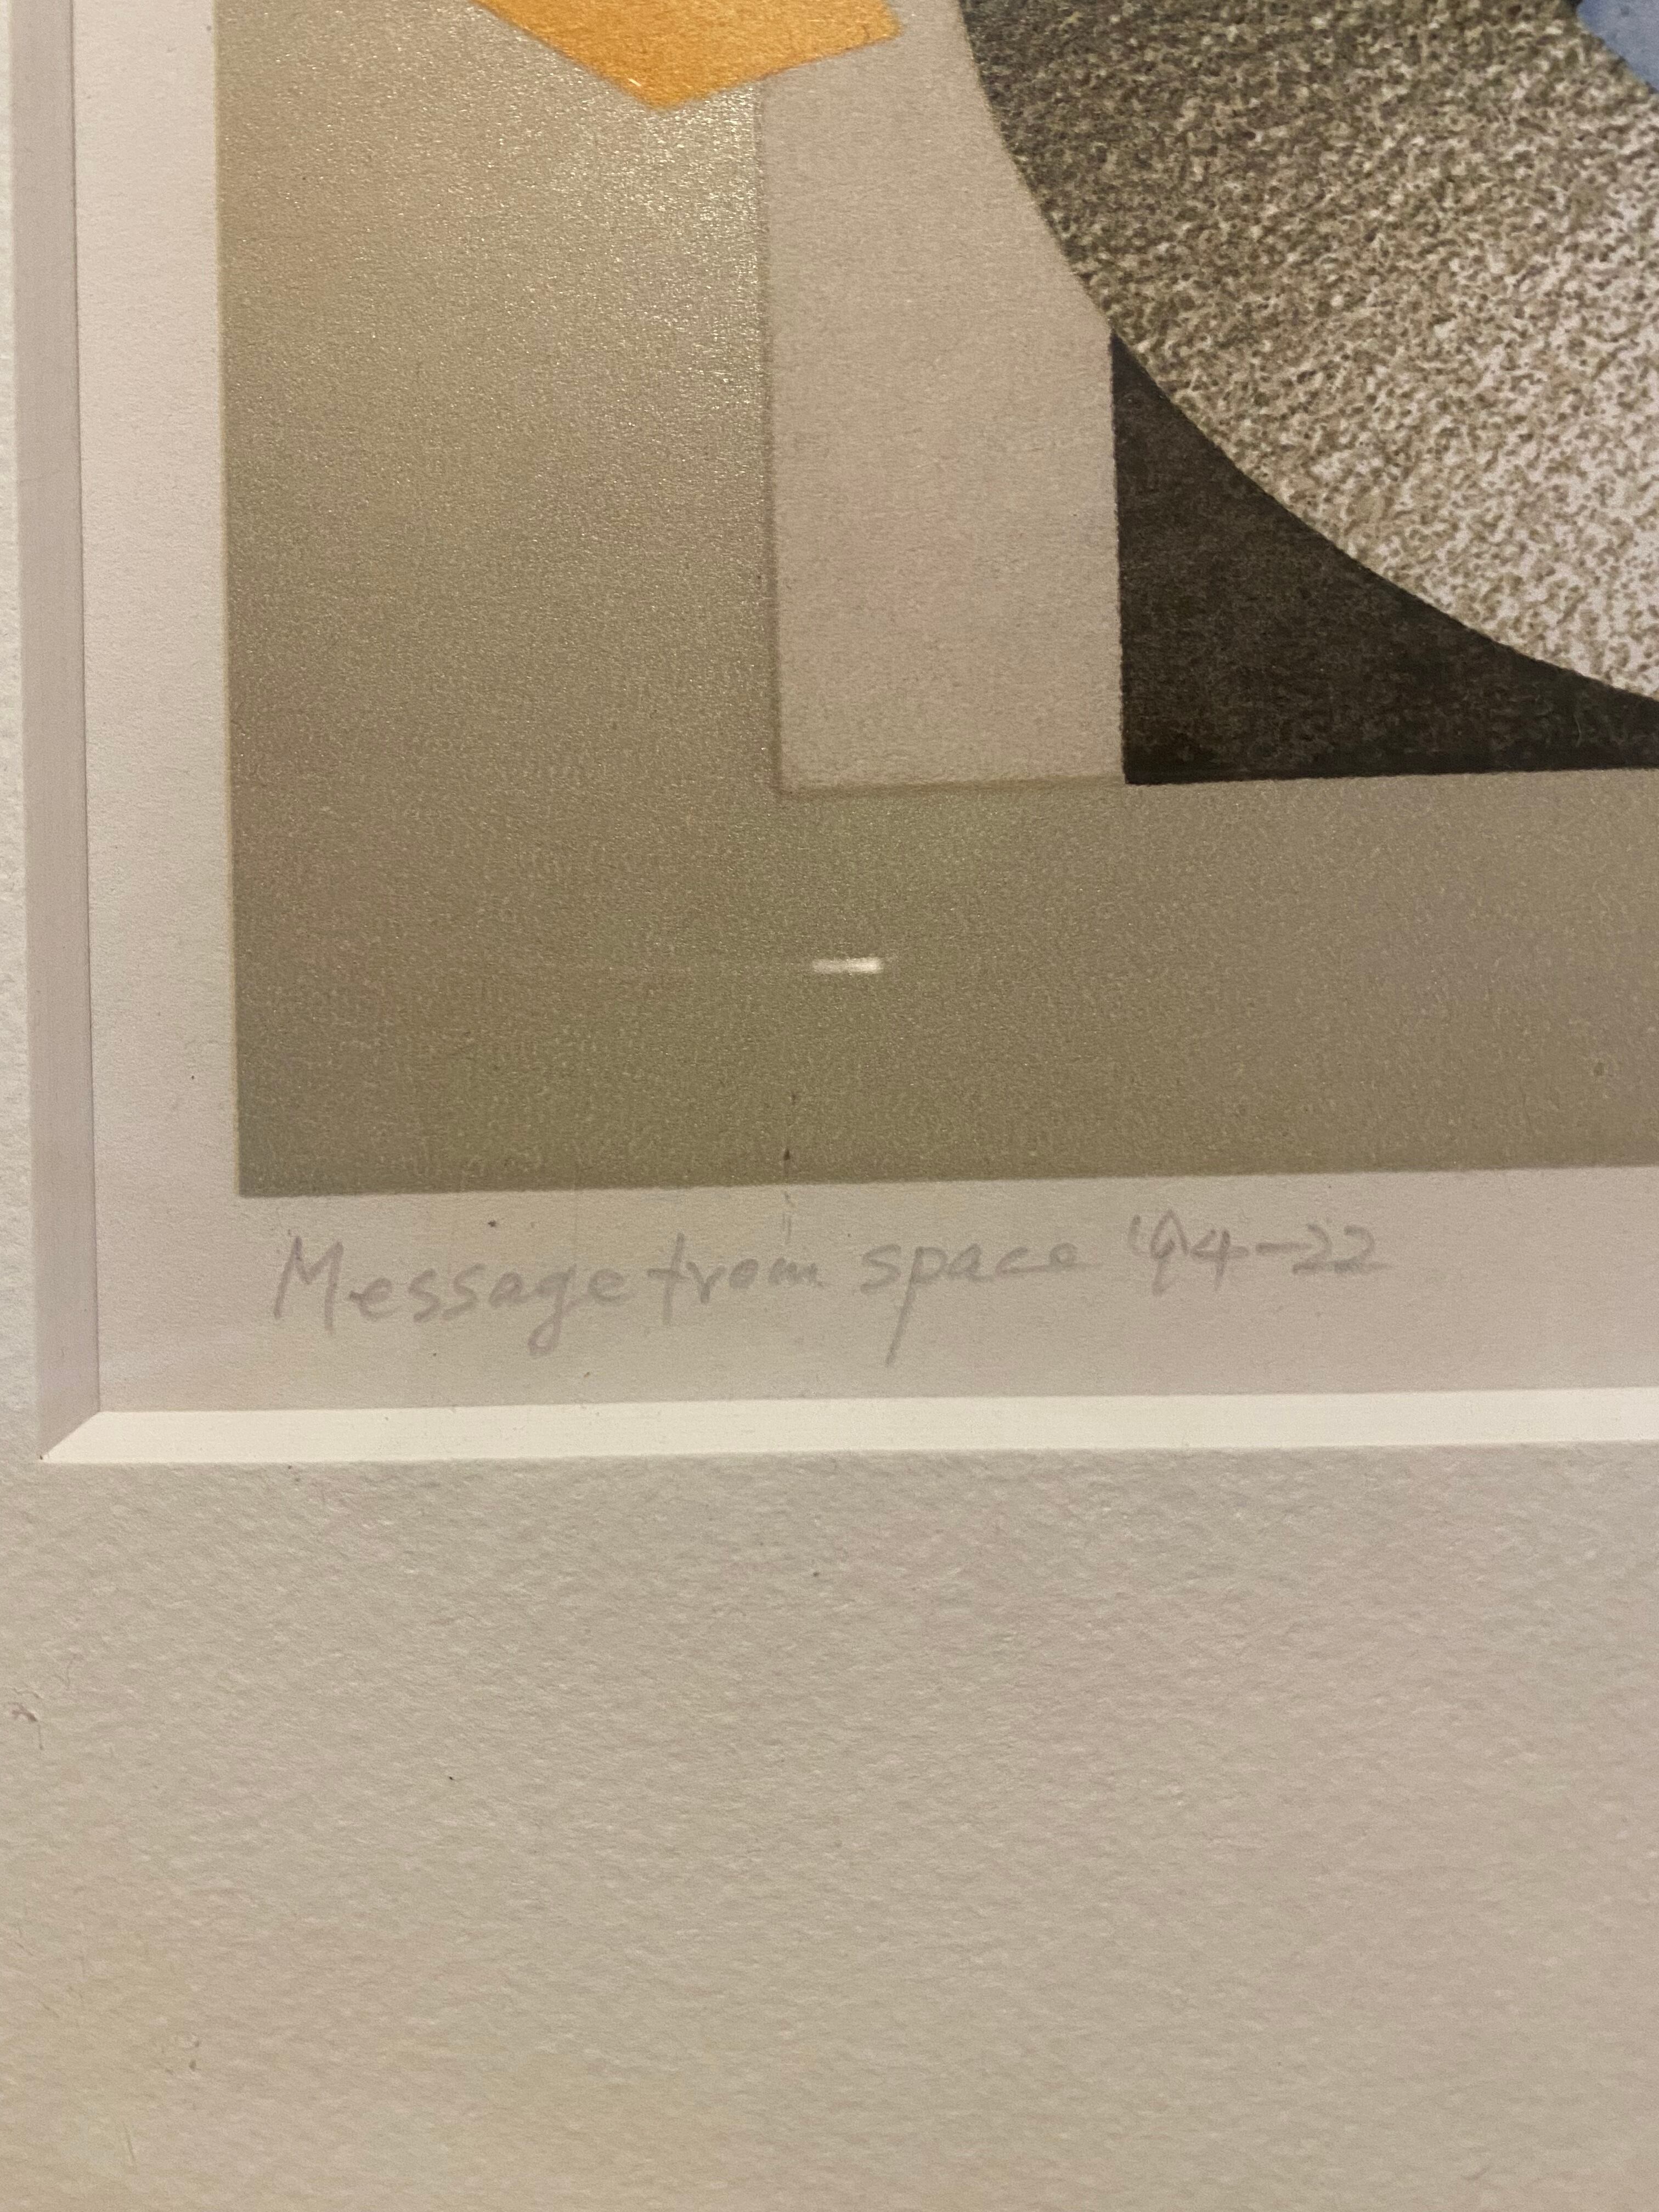 Message from space '94-22